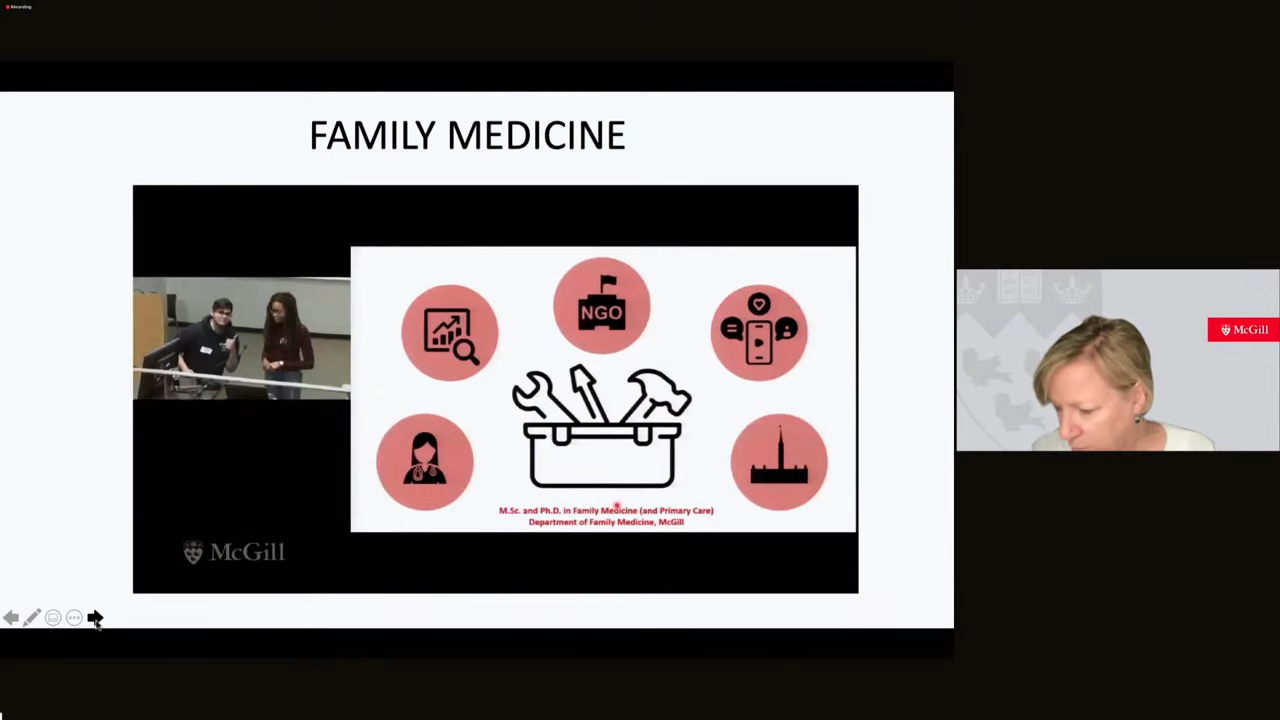 Recording
FAMILY MEDICINE
NGO
M.Sc. and Ph.D. in Family Medicine (and Primary Care)
Department of Family Medicine, McGill
McGill
McGill